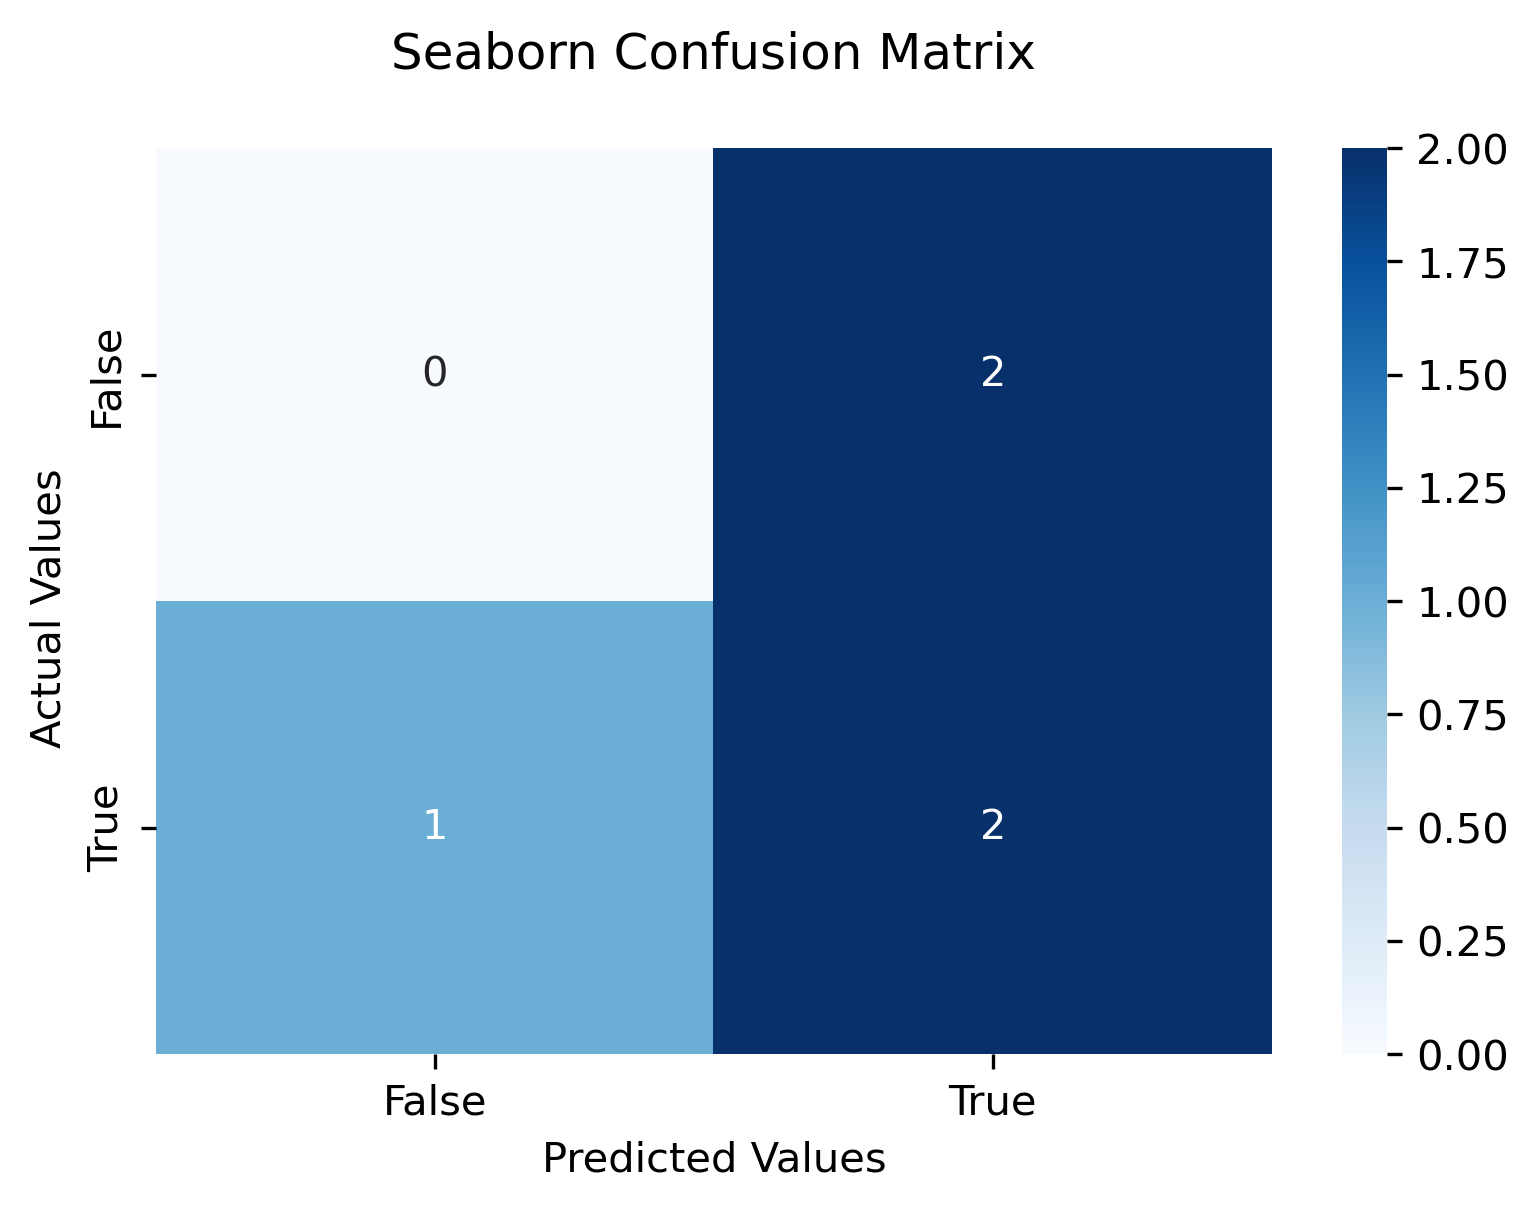 Seaborn Confusion Matrix
Actual Values
False
True
0
2
1
2
False
True
Predicted Values
2.00
1.75
1.50
1.25
1.00
0.75
0.50
0.25
0.00